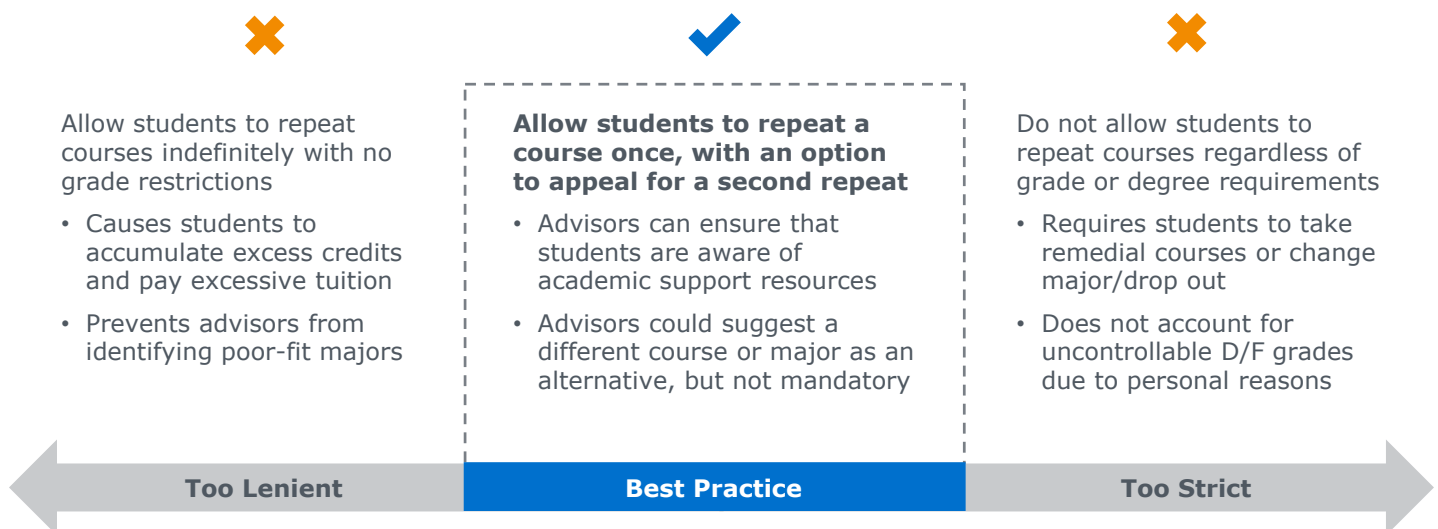 Allow students to repeat
courses indefinitely with no
grade restrictions
• Causes students to
accumulate excess credits
and pay excessive tuition
• Prevents advisors from
identifying poor-fit majors
Allow students to repeat a
course once, with an option
to appeal for a second repeat
• Advisors can ensure that
students are aware of
academic support resources
• Advisors could suggest a
different course or major as an
alternative, but not mandatory
Do not allow students to
repeat courses regardless of
grade or degree requirements
• Requires students to take
remedial courses or change
major/drop out
• Does not account for
uncontrollable D/F grades
due to personal reasons
Too Lenient
Best Practice
Too Strict